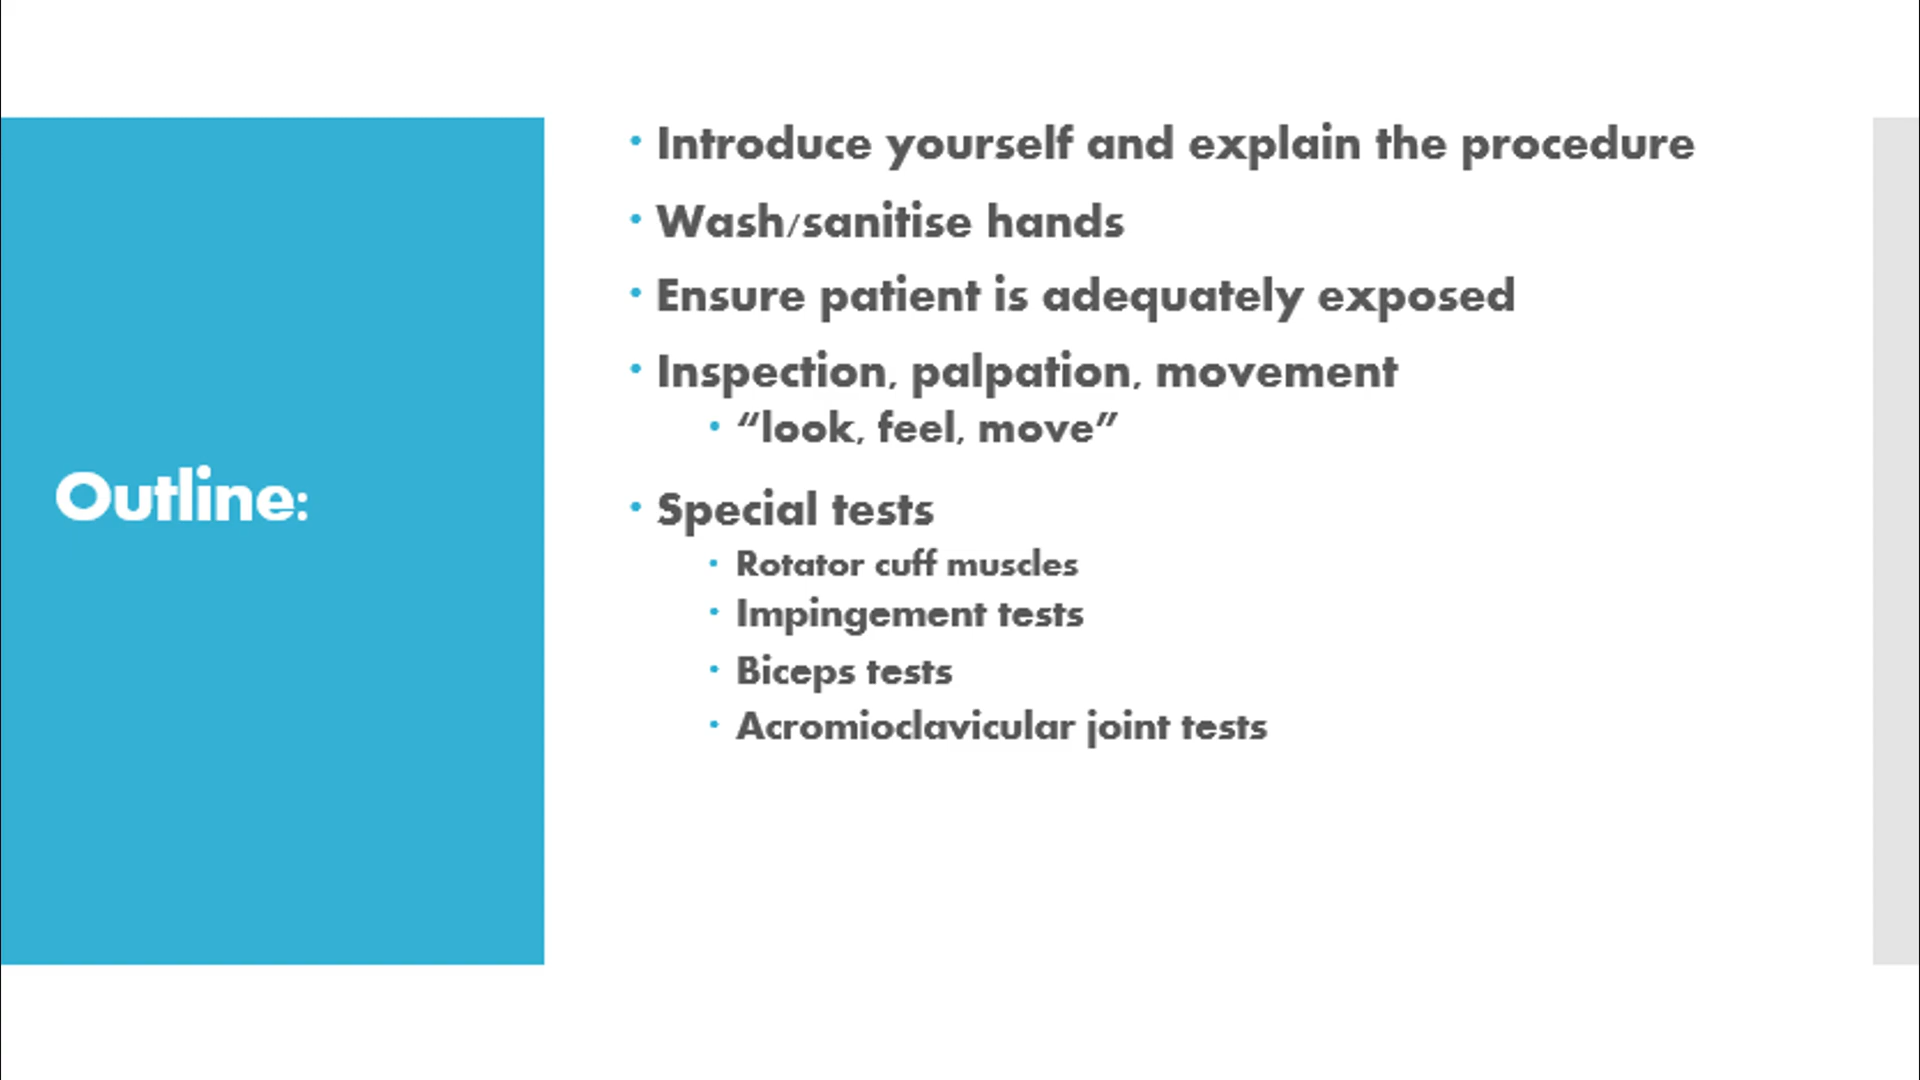 Outline:
• Introduce yourself and explain the procedure
• Wash/sanitise hands
• Ensure patient is adequately exposed
• Inspection, palpation, movement
• “look, feel, move”
• Special tests
• Rotator cuff muscles
• Impingement tests
• Biceps tests
• Acromioclavicular joint tests